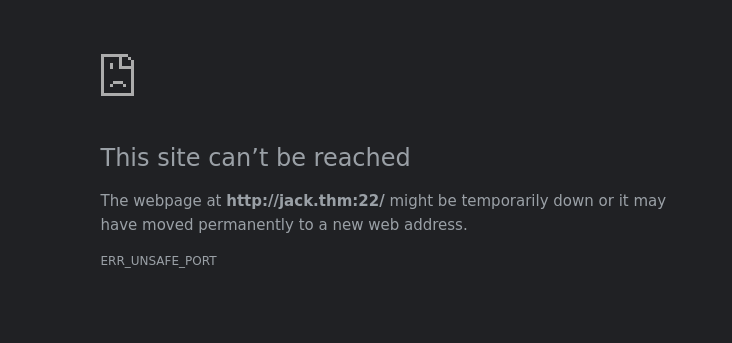 This site can’t be reached
The webpage at http://jack.thm:22/ might be temporarily down or it may
have moved permanently to a new web address.
ERR_UNSAFE_PORT